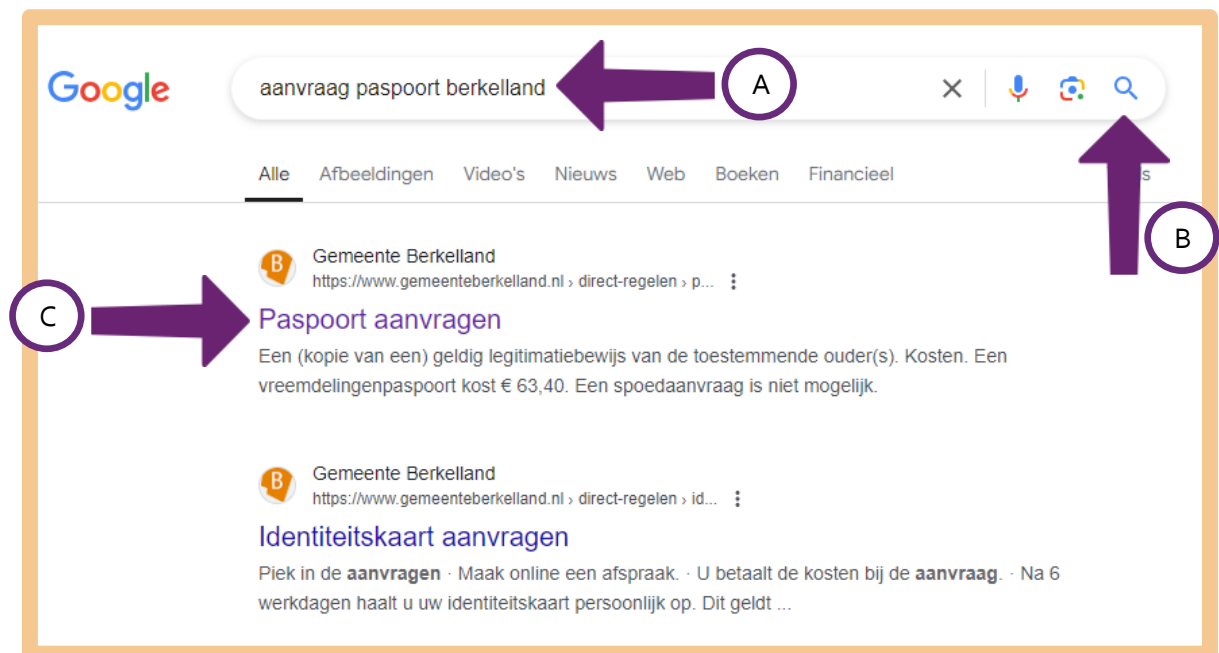 Google
aanvraag paspoort berkelland
A
Alle Afbeeldingen Video's Nieuws Web Boeken Financieel
B
Gemeente Berkelland
https://www.gemeenteberkelland.nl › direct-regelen › p...
C
Paspoort aanvragen
Een (kopie van een) geldig legitimatiebewijs van de toestemmende ouder(s). Kosten. Een
vreemdelingenpaspoort kost € 63,40. Een spoedaanvraag is niet mogelijk.
Gemeente Berkelland
https://www.gemeenteberkelland.nl › direct-regelen › id...
Identiteitskaart aanvragen
Piek in de aanvragen · Maak online een afspraak. · U betaalt de kosten bij de aanvraag. · Na 6
werkdagen haalt u uw identiteitskaart persoonlijk op. Dit geldt ...